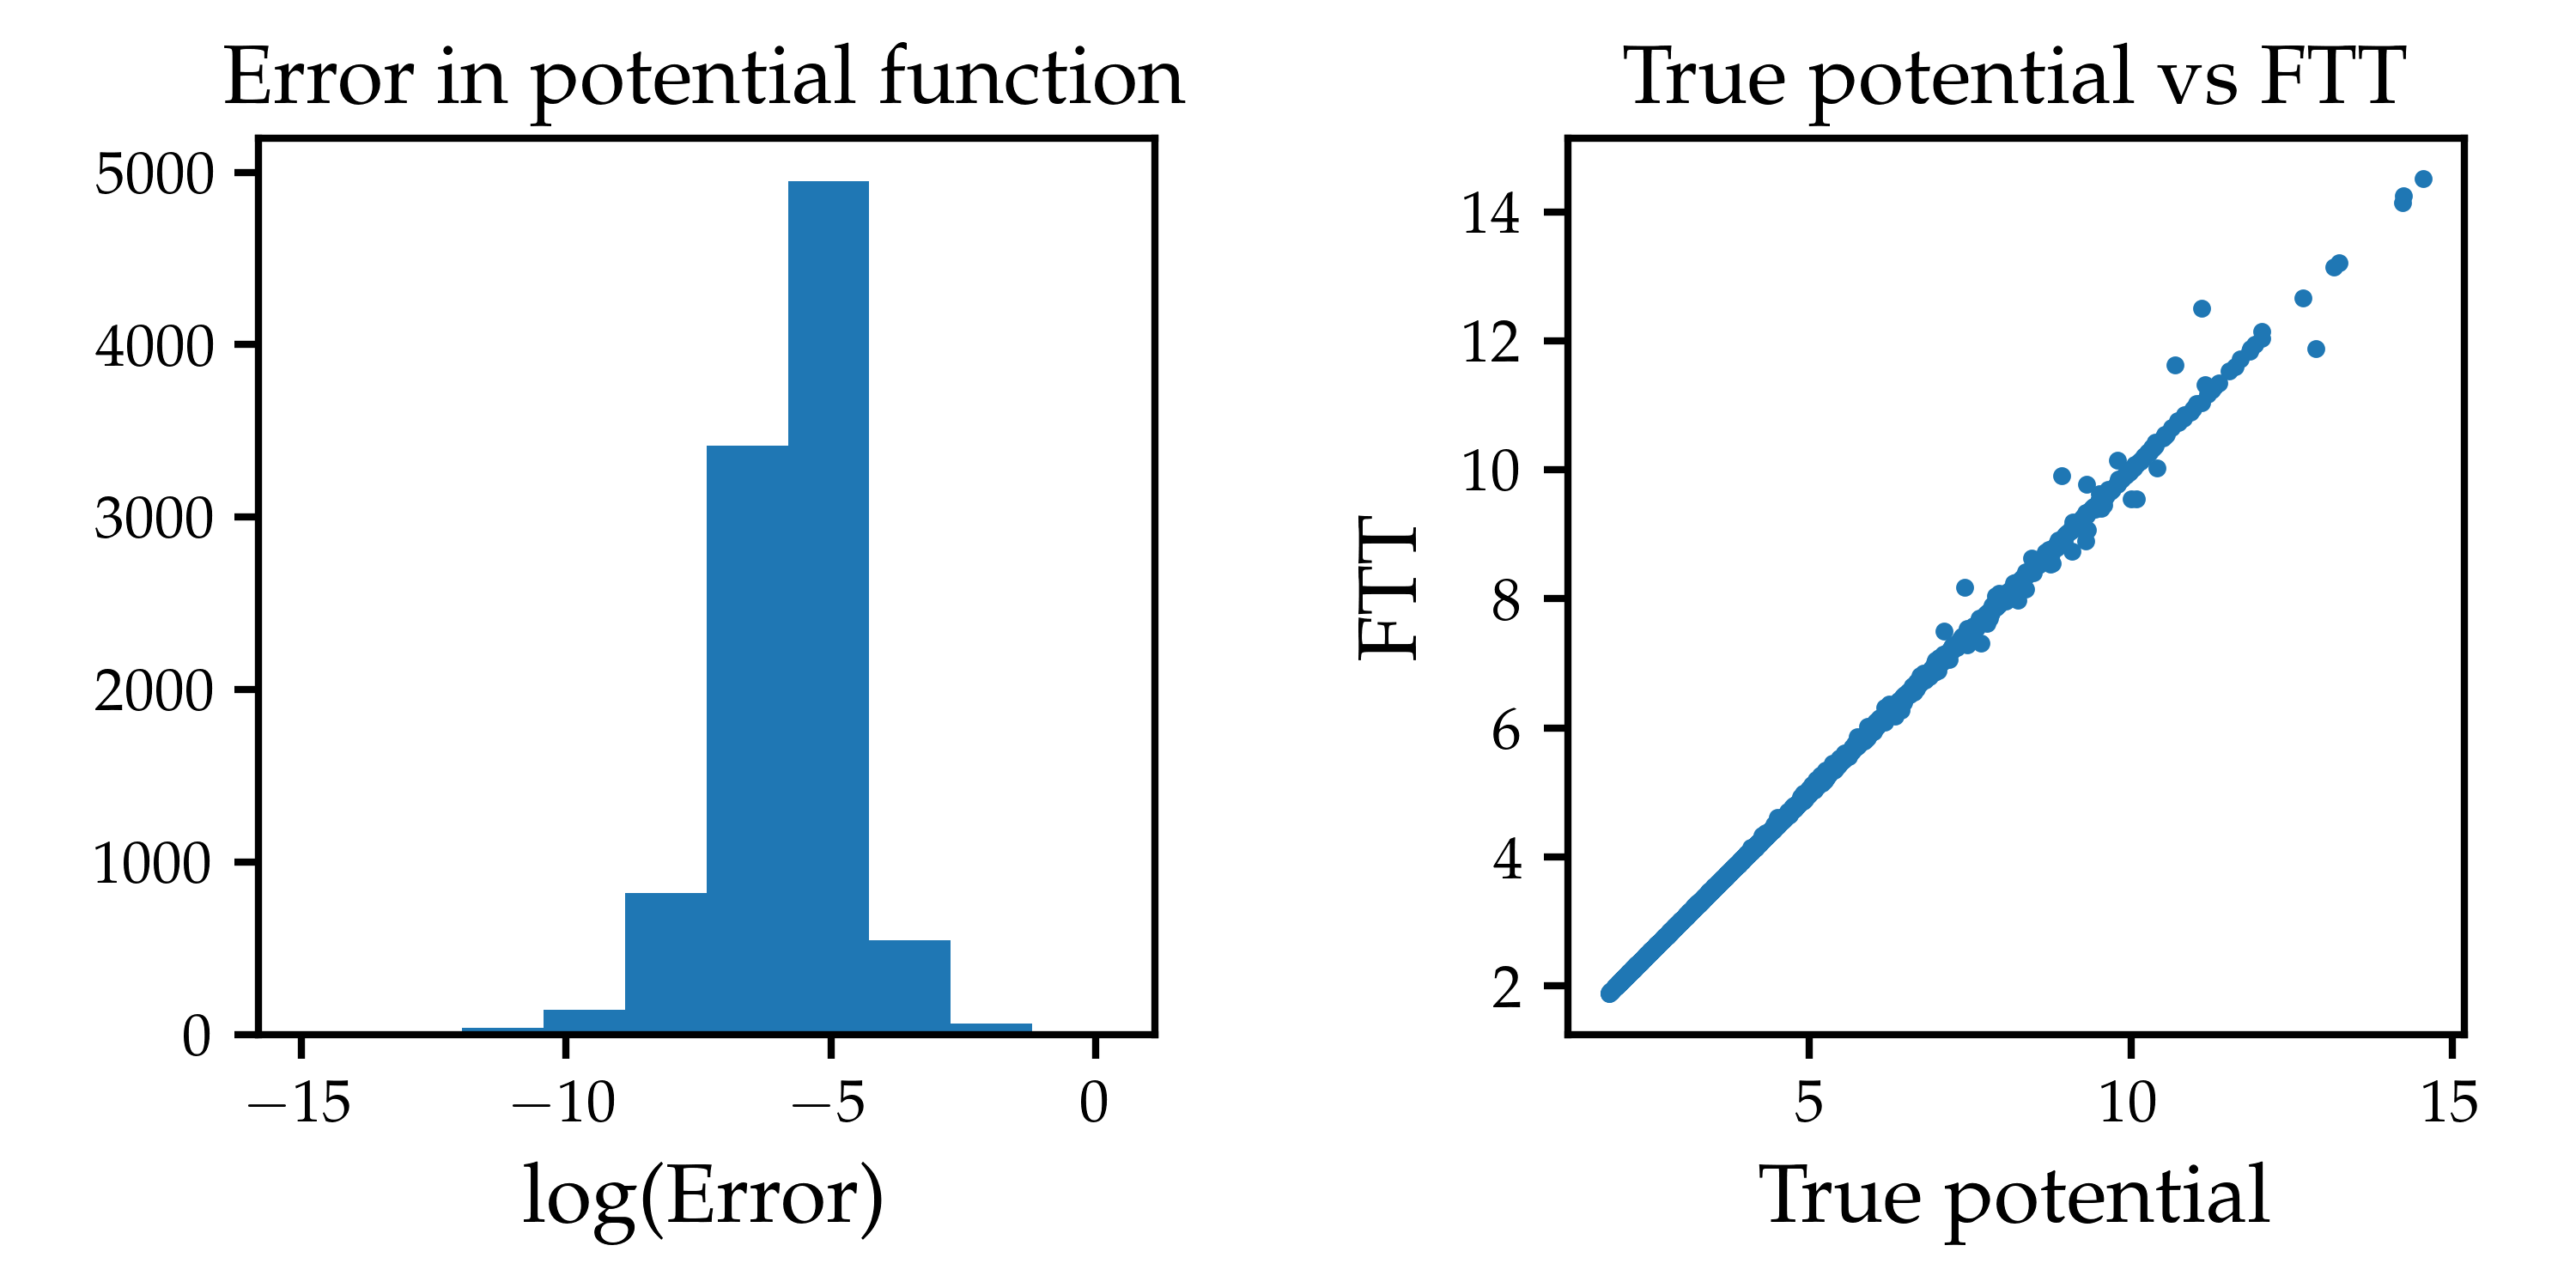 Error in potential function
5000
4000
3000
2000
1000
0
−15 −10 −5 0
log(Error)
True potential vs FTT
FTT
14
12
10
8
6
4
2
5 10 15
True potential